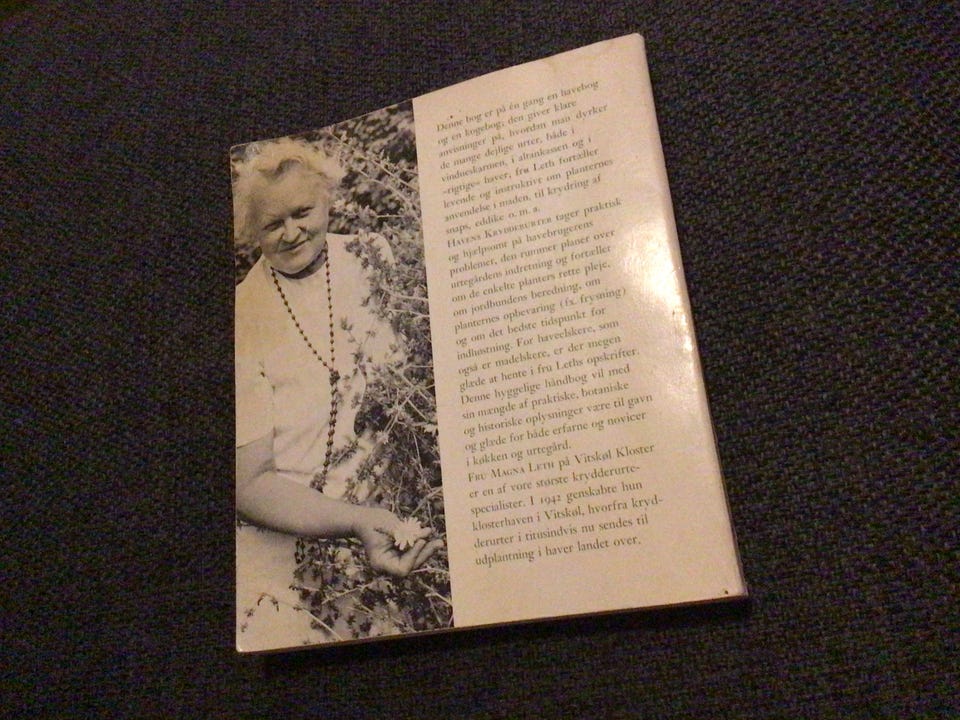 Denne bog er på én gang en havebog
og en kogebog; den giver klare
anvisninger på, hvordan man dyrker
de mange dejlige urter, både i
vindueskarmen, i altankassen og i
»rigtige« haver, fru Leth fortæller
levende og instruktivt om planternes
anvendelse i maden, til krydring af
snaps, eddike o. m. a.
HAVENS KRYDDERURTER tager praktisk
og hjælpsomt på havebrugerens
problemer, den rummer planer over
urtegårdens indretning og fortæller
om de enkelte planters rette pleje,
om jordbundens beredning, om
planternes opbevaring (fx. frysning)
og om det bedste tidspunkt for
indhøstning. For haveelskere, som
også er madelskere, er der megen
glæde at hente i fru Leths opskrifter.
Denne hyggelige håndbog vil med
sin mængde af praktiske, botaniske
og historiske oplysninger være til gavn
og glæde for både erfarne og novicer
i køkken og urtegård.
FRU MAGNA LETH på Vitskøl Kloster
er en af vore største krydderurte-
specialister. I 1942 genskabte hun
klosterhaven i Vitskøl, hvorfra kryd-
derurter i titusindvis nu sendes til
udplantning i haver landet over.